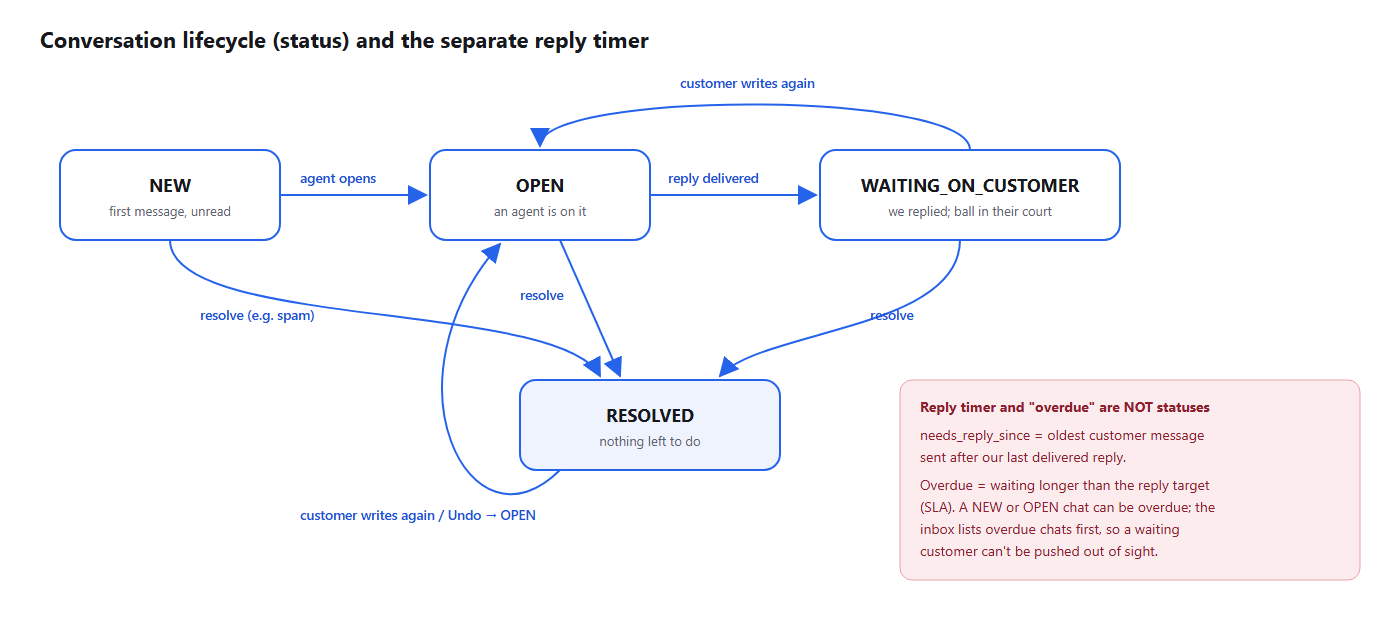 Conversation lifecycle (status) and the separate reply timer
customer writes again
NEW
first message, unread
agent opens
OPEN
an agent is on it
reply delivered
WAITING_ON_CUSTOMER
we replied; ball in their court
resolve (e.g. spam)
resolve
resolve
RESOLVED
nothing left to do
customer writes again / Undo → OPEN
Reply timer and "overdue" are NOT statuses
needs_reply_since = oldest customer message
sent after our last delivered reply.
Overdue = waiting longer than the reply target
(SLA). A NEW or OPEN chat can be overdue; the
inbox lists overdue chats first, so a waiting
customer can't be pushed out of sight.